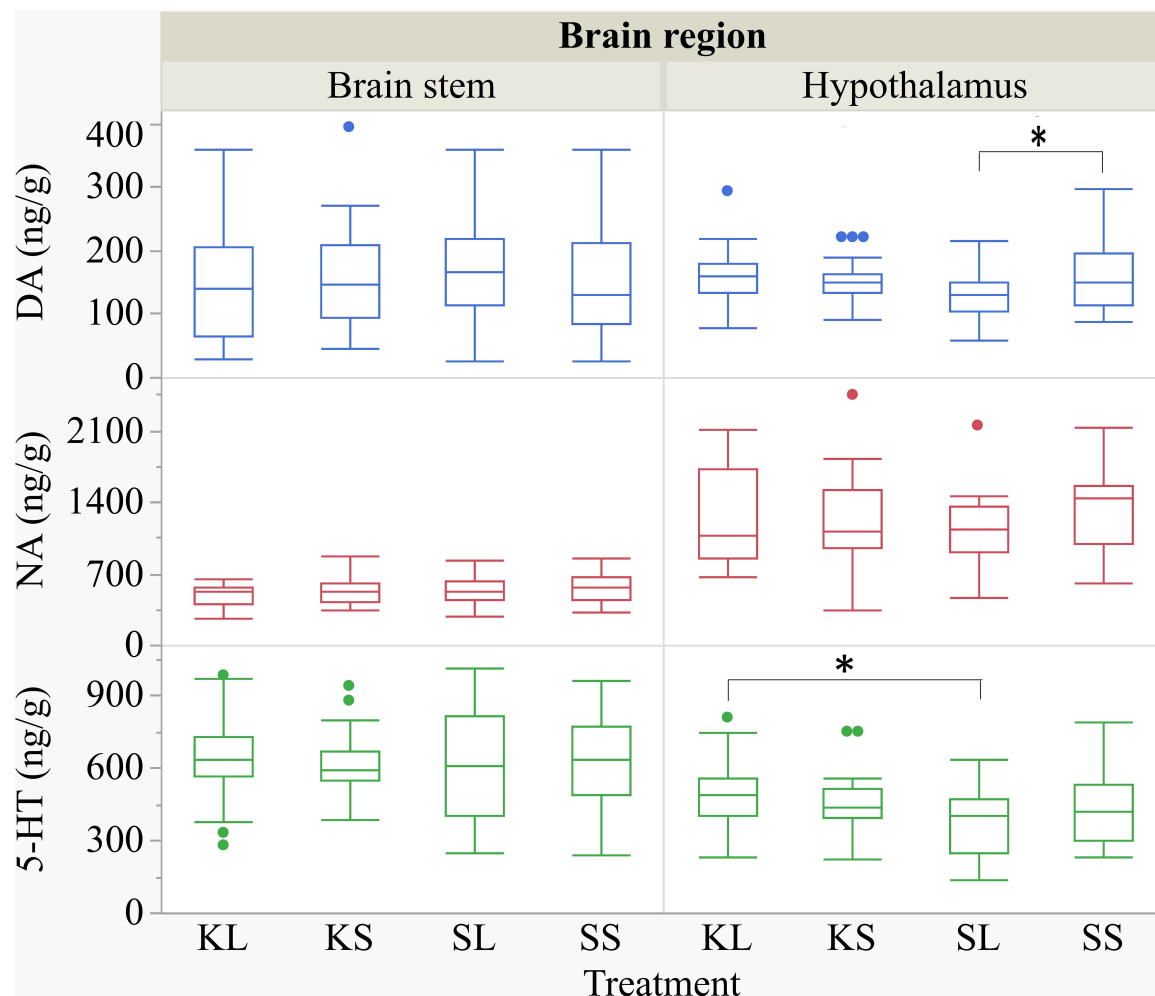 Brain region
Brain stem Hypothalamus
DA (ng/g)
400
300
200
100
0
*
NA (ng/g)
2100
1400
700
0
5-HT (ng/g)
900
600
300
0
*
KL KS SL SS KL KS SL SS
Treatment